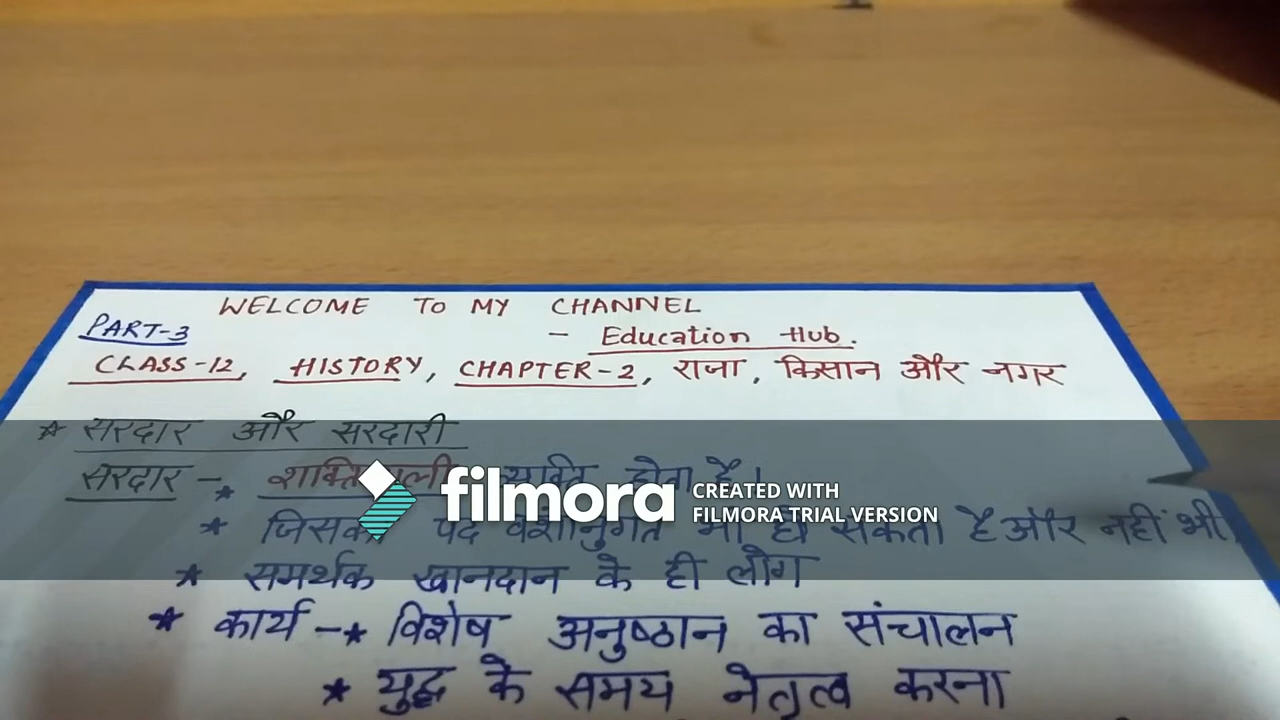 WELCOME TO MY CHANNEL
PART-3
- Education Hub.
CLASS-12, HISTORY, CHAPTER-2, राजा, किसान और नगर
* सरदार और सरदारी
सरदार - * होता है।
* पद वंशानुगत भी हो सकता है और नहीं भी
* समर्थक खानदान के ही लोग
* कार्य - * विशेष अनुष्ठान का संचालन
* युद्ध के समय नेतृत्व करना
filmora
CREATED WITH
FILMORA TRIAL VERSION